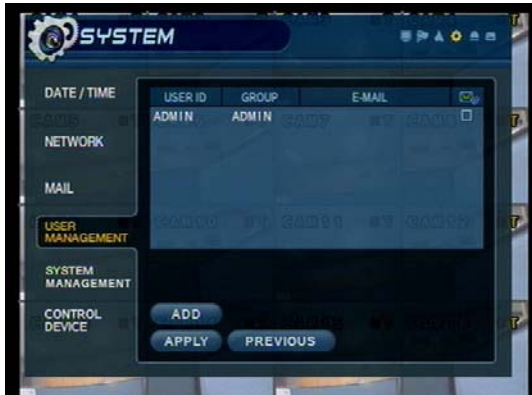 SYSTEM
DATE / TIME
NETWORK
MAIL
USER
MANAGEMENT
SYSTEM
MANAGEMENT
CONTROL
DEVICE
USER ID GROUP E-MAIL
ADMIN ADMIN
ADD
APPLY PREVIOUS